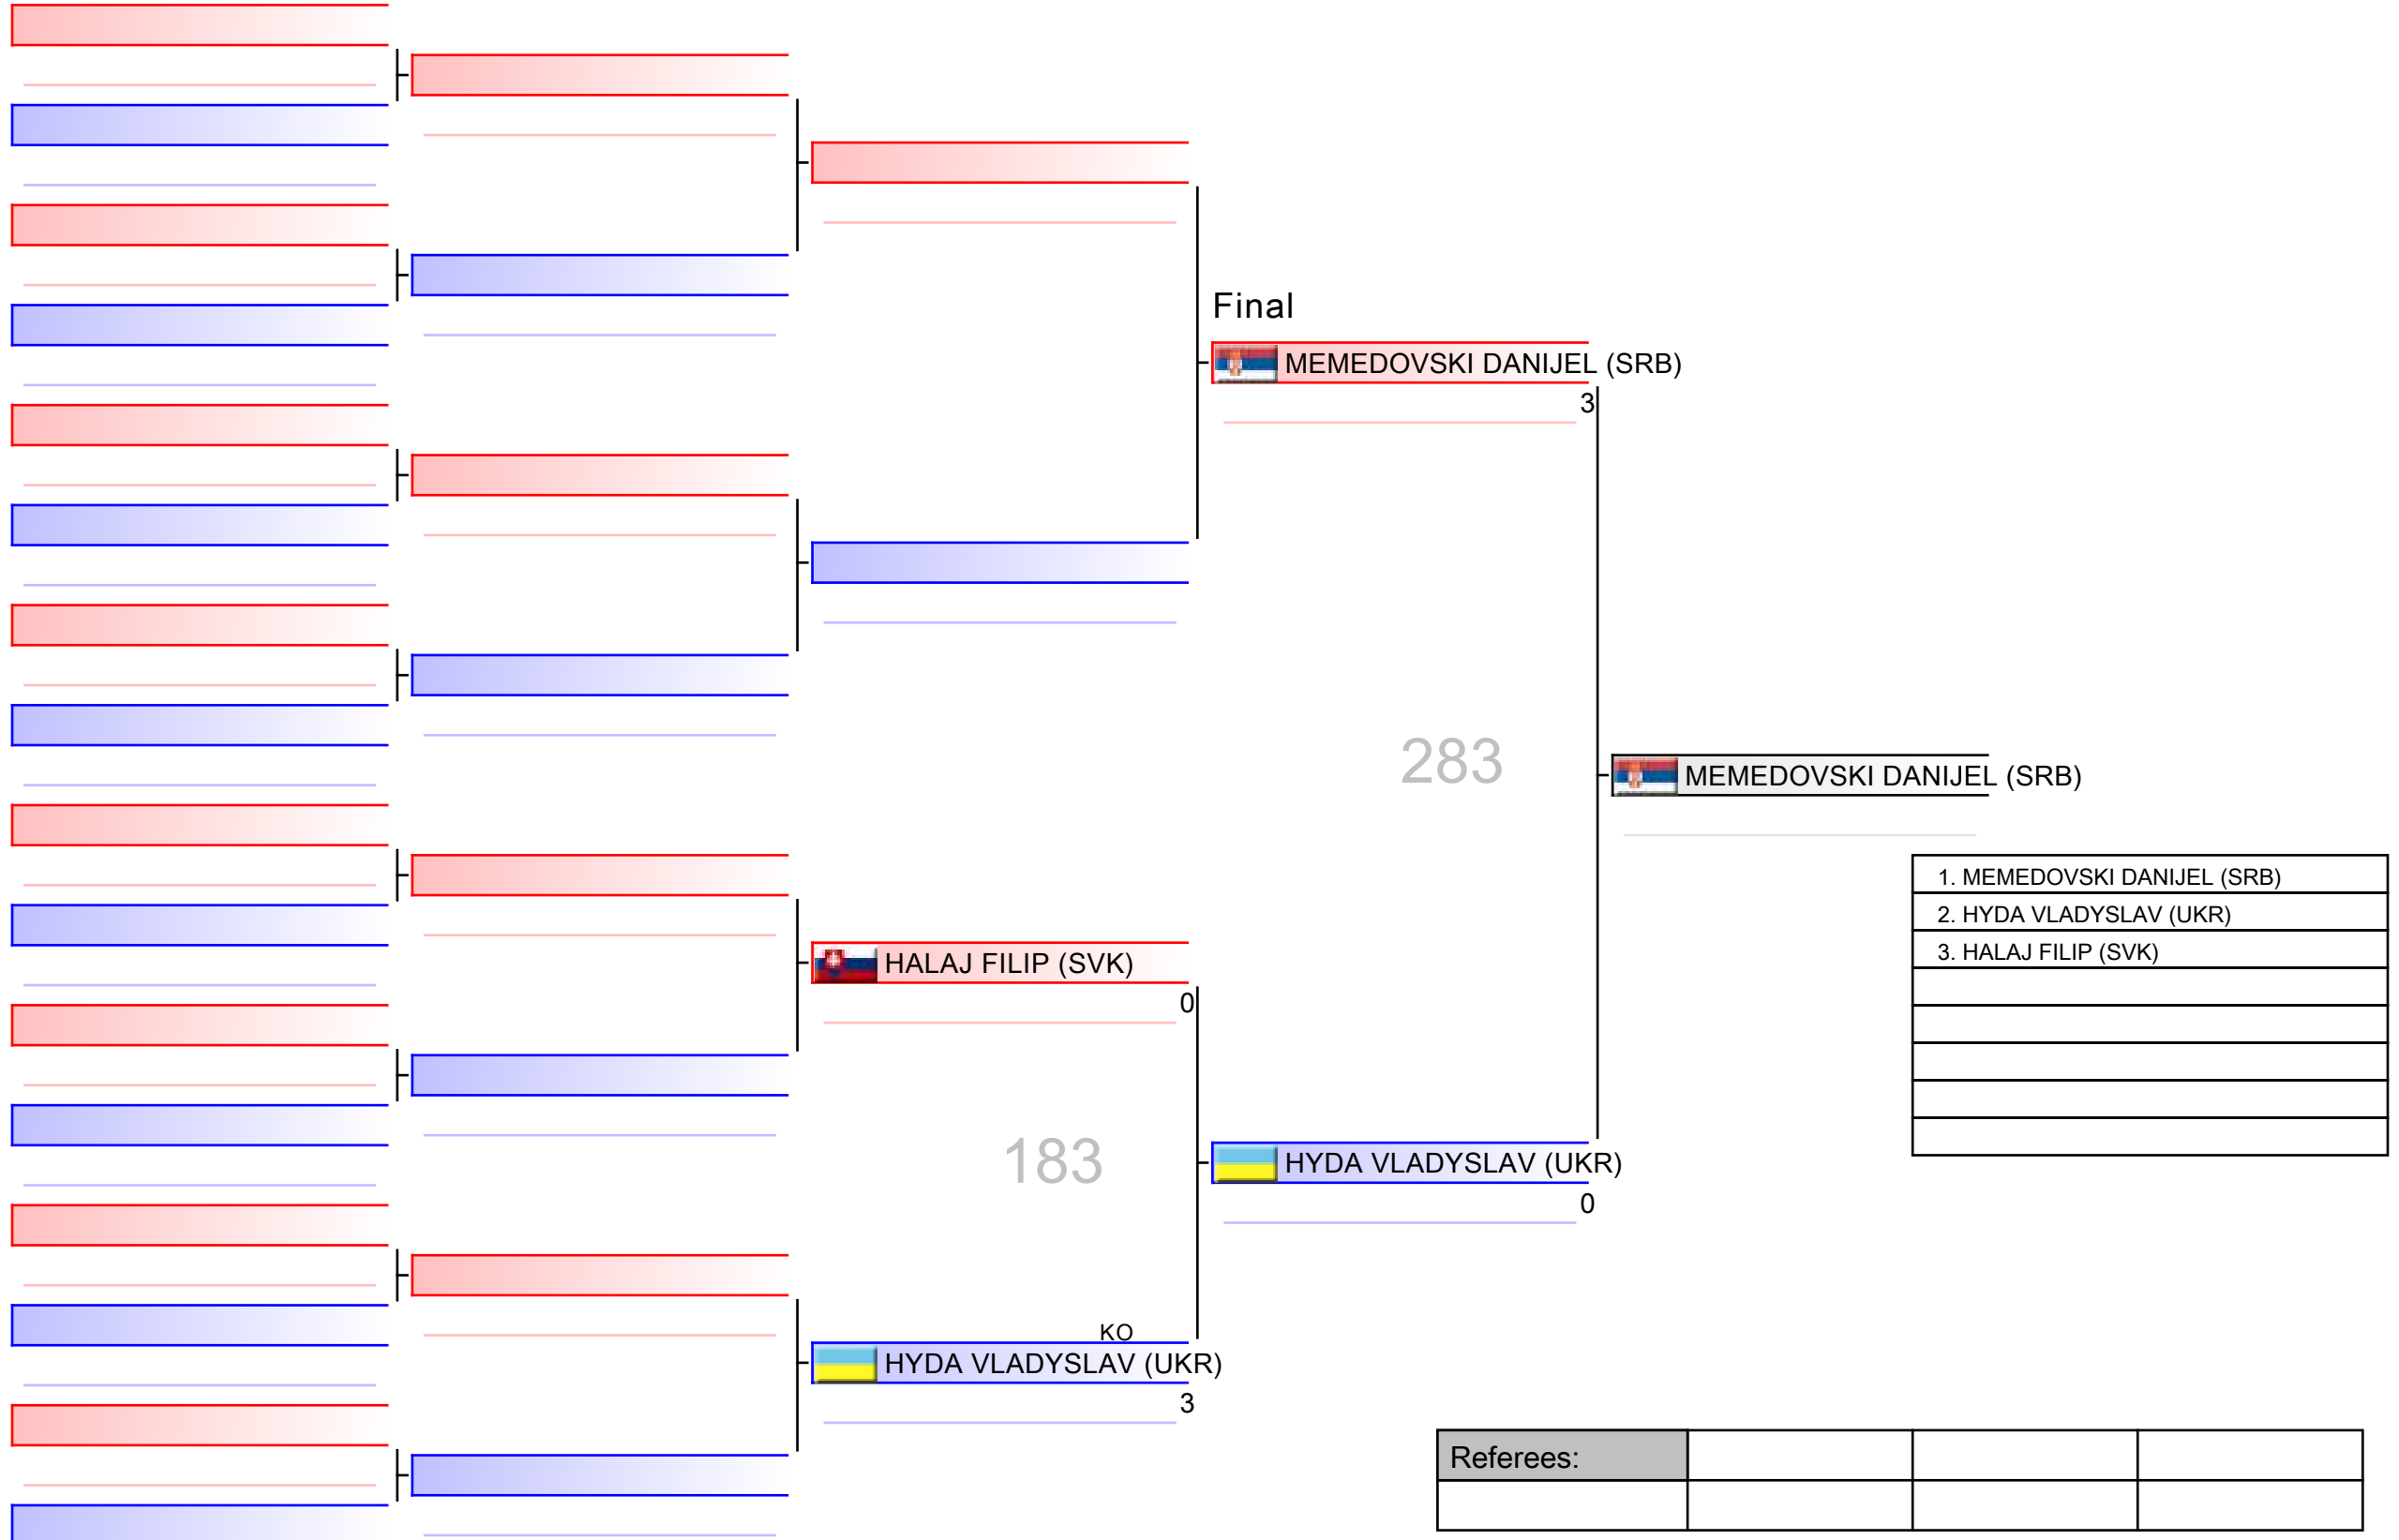 Final
MEMEDOVSKI DANIJEL (SRB)
3
283
MEMEDOVSKI DANIJEL (SRB)
1. MEMEDOVSKI DANIJEL (SRB)
2. HYDA VLADYSLAV (UKR)
3. HALAJ FILIP (SVK)
HALAJ FILIP (SVK)
0
183
HYDA VLADYSLAV (UKR)
0
KO
HYDA VLADYSLAV (UKR)
3
Referees: